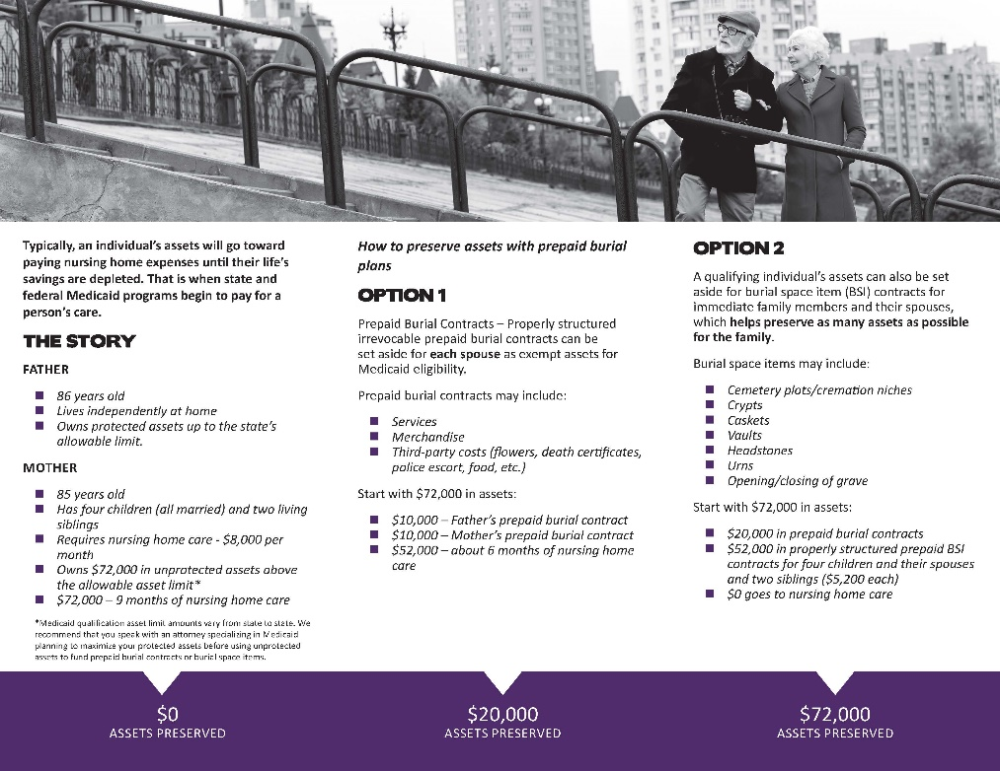 Typically, an individual's assets will go toward
paying nursing home expenses until their life's
savings are depleted. That is when state and
federal Medicaid programs begin to pay for a
person's care.
THE STORY
FATHER
86 years old
Lives independently at home
Owns protected assets up to the state's
allowable limit.
MOTHER
85 years old
Has four children (all married) and two living
siblings
Requires nursing home care - $8,000 per
month
Owns $72,000 in unprotected assets above
the allowable asset limit*
$72,000 – 9 months of nursing home care
*Medicaid qualification asset limit amounts vary from state to state. We
recommend that you speak with an attorney specializing in Medicaid
planning to maximize your protected assets before using unprotected
assets to fund prepaid burial contracts or burial space items.
How to preserve assets with prepaid burial
plans
OPTION 1
Prepaid Burial Contracts – Properly structured
irrevocable prepaid burial contracts can be
set aside for each spouse as exempt assets for
Medicaid eligibility.
Prepaid burial contracts may include:
Services
Merchandise
Third-party costs (flowers, death certificates,
police escort, food, etc.)
Start with $72,000 in assets:
$10,000 – Father's prepaid burial contract
$10,000 – Mother's prepaid burial contract
$52,000 – about 6 months of nursing home
care
OPTION 2
A qualifying individual's assets can also be set
aside for burial space item (BSI) contracts for
immediate family members and their spouses,
which helps preserve as many assets as possible
for the family.
Burial space items may include:
Cemetery plots/cremation niches
Crypts
Caskets
Vaults
Headstones
Urns
Opening/closing of grave
Start with $72,000 in assets:
$20,000 in prepaid burial contracts
$52,000 in properly structured prepaid BSI
contracts for four children and their spouses
and two siblings ($5,200 each)
$0 goes to nursing home care
$0
ASSETS PRESERVED
$20,000
ASSETS PRESERVED
$72,000
ASSETS PRESERVED